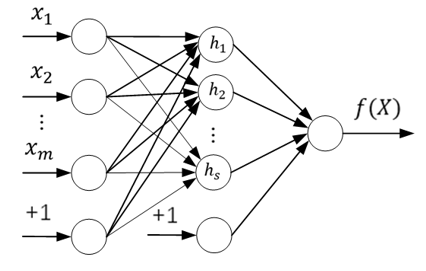 x₁
x₂
⋮
xₘ
+1
h₁
h₂
⋮
hₛ
+1
f(X)